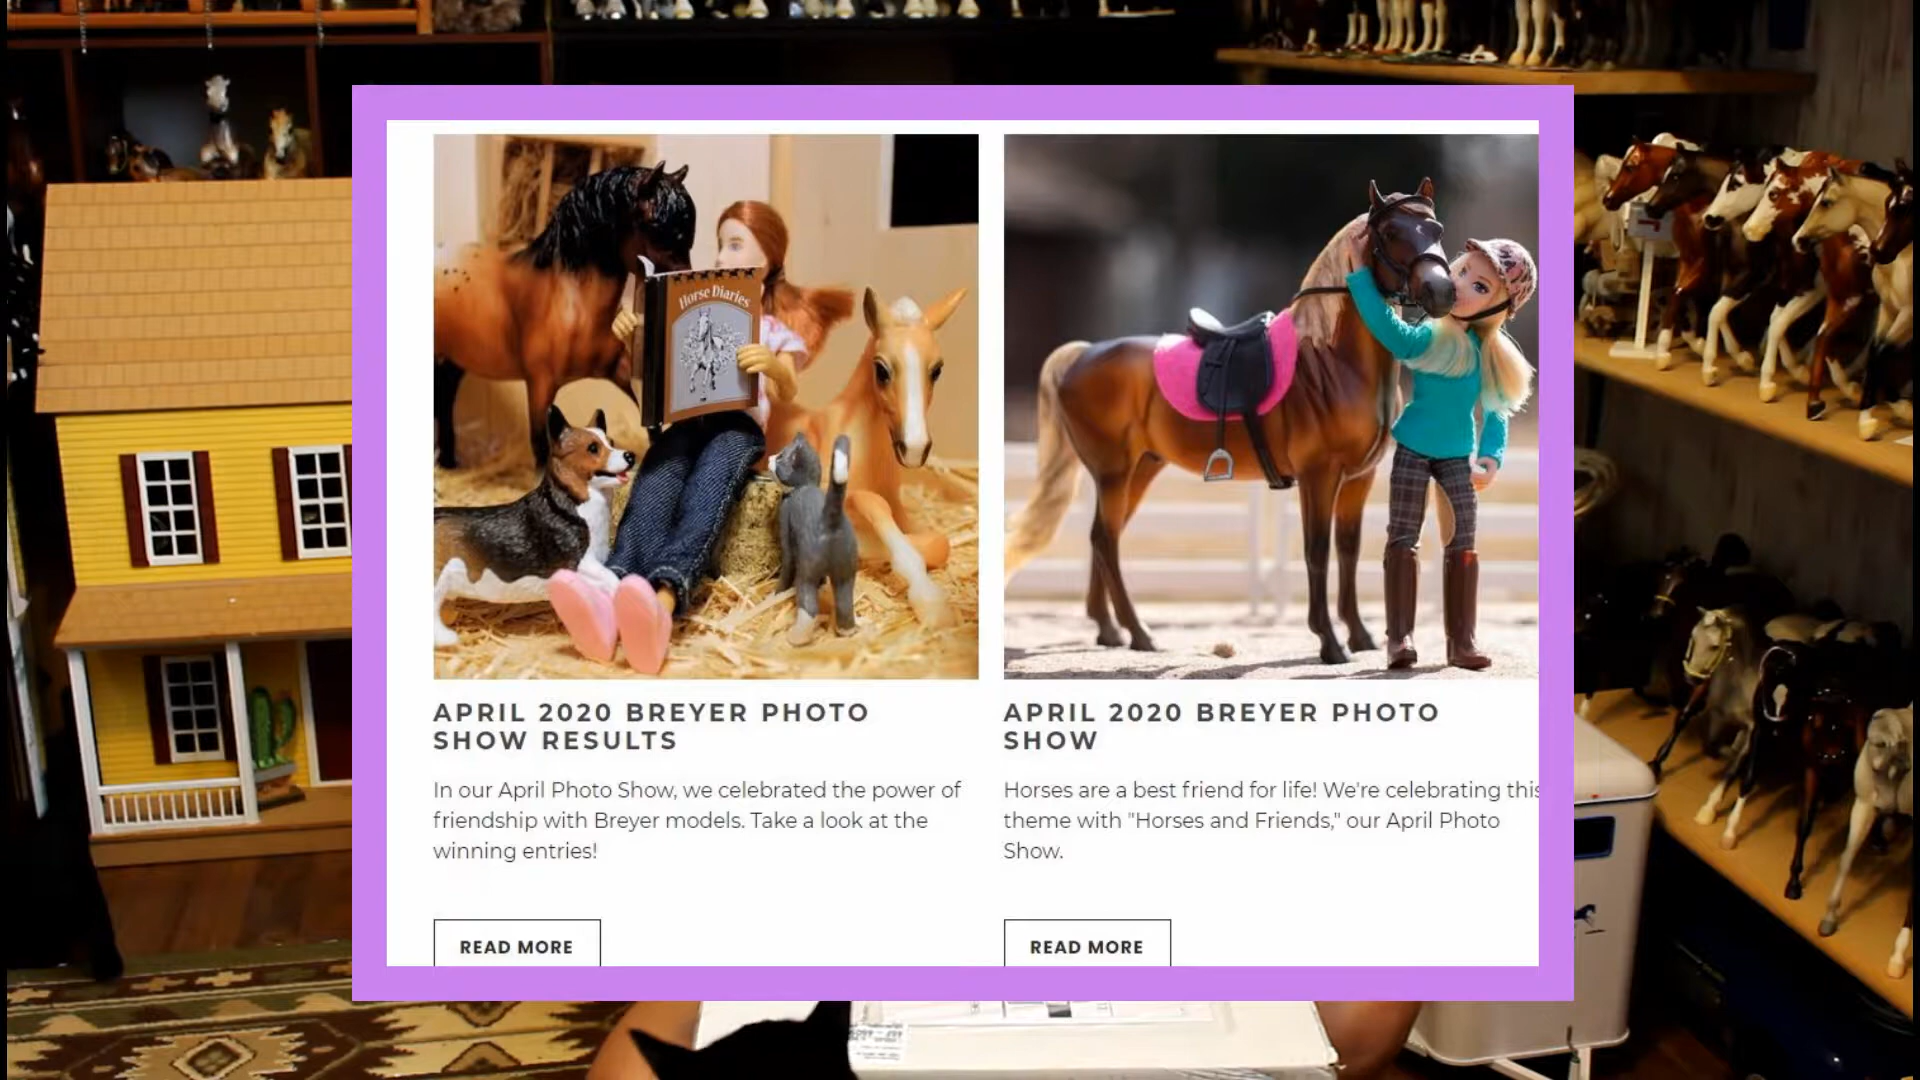 Horse Diaries
APRIL 2020 BREYER PHOTO
SHOW RESULTS
In our April Photo Show, we celebrated the power of
friendship with Breyer models. Take a look at the
winning entries!
READ MORE
APRIL 2020 BREYER PHOTO
SHOW
Horses are a best friend for life! We're celebrating this
theme with "Horses and Friends," our April Photo
Show.
READ MORE